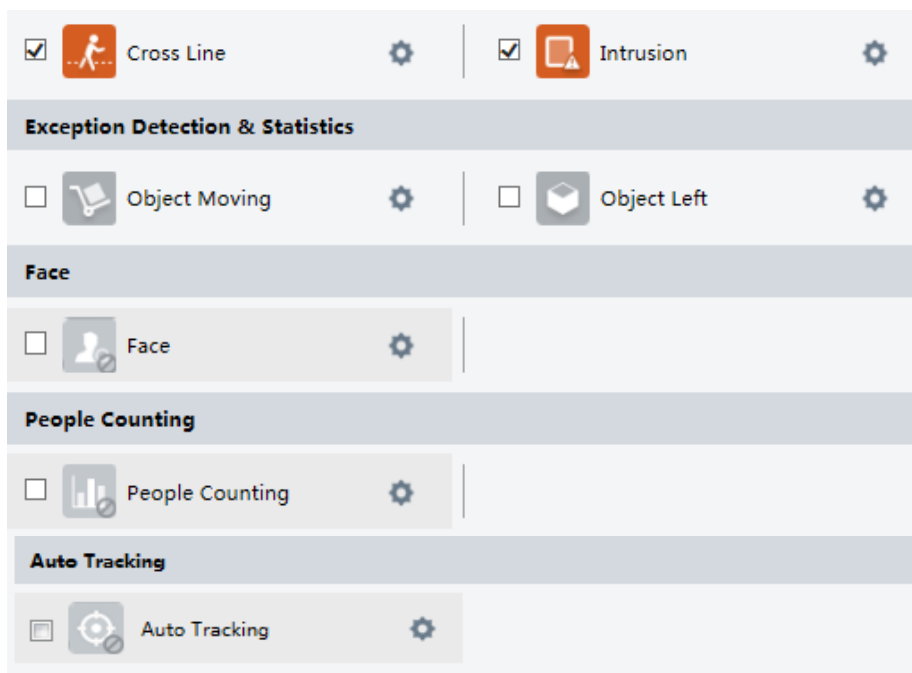 Cross Line
Intrusion
Exception Detection & Statistics
Object Moving
Object Left
Face
Face
People Counting
People Counting
Auto Tracking
Auto Tracking